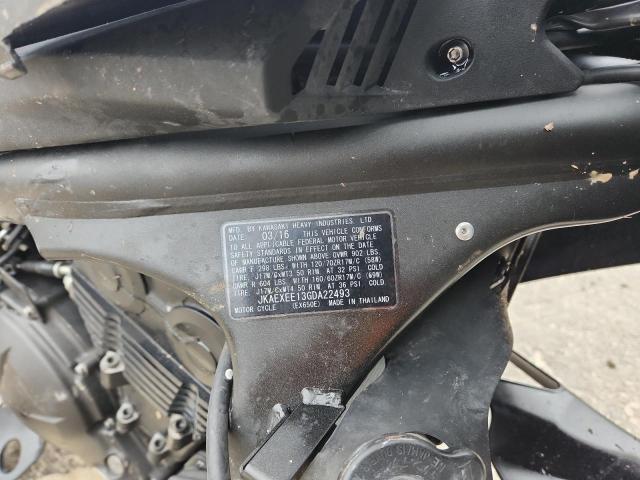 MFD. BY KAWASAKI HEAVY INDUSTRIES, LTD
DATE: 03/16 THIS VEHICLE CONFORMS
TO ALL APPLICABLE FEDERAL MOTOR VEHICLE
SAFETY STANDARDS IN EFFECT ON THE DATE
OF MANUFACTURE SHOWN ABOVE GVWR 902 LBS.
GAWR F 298 LBS. WITH 120/70ZR17M/C (58W)
TIRE, J17M/CxMT3.50 RIM, AT 32 PSI. COLD
GAWR R 604 LBS. WITH 160/60ZR17M/C (69W)
TIRE, J17M/CxMT4.50 RIM, AT 36 PSI. COLD
JKAEXEE13GDA22493
MOTOR CYCLE (EX650E) MADE IN THAILAND